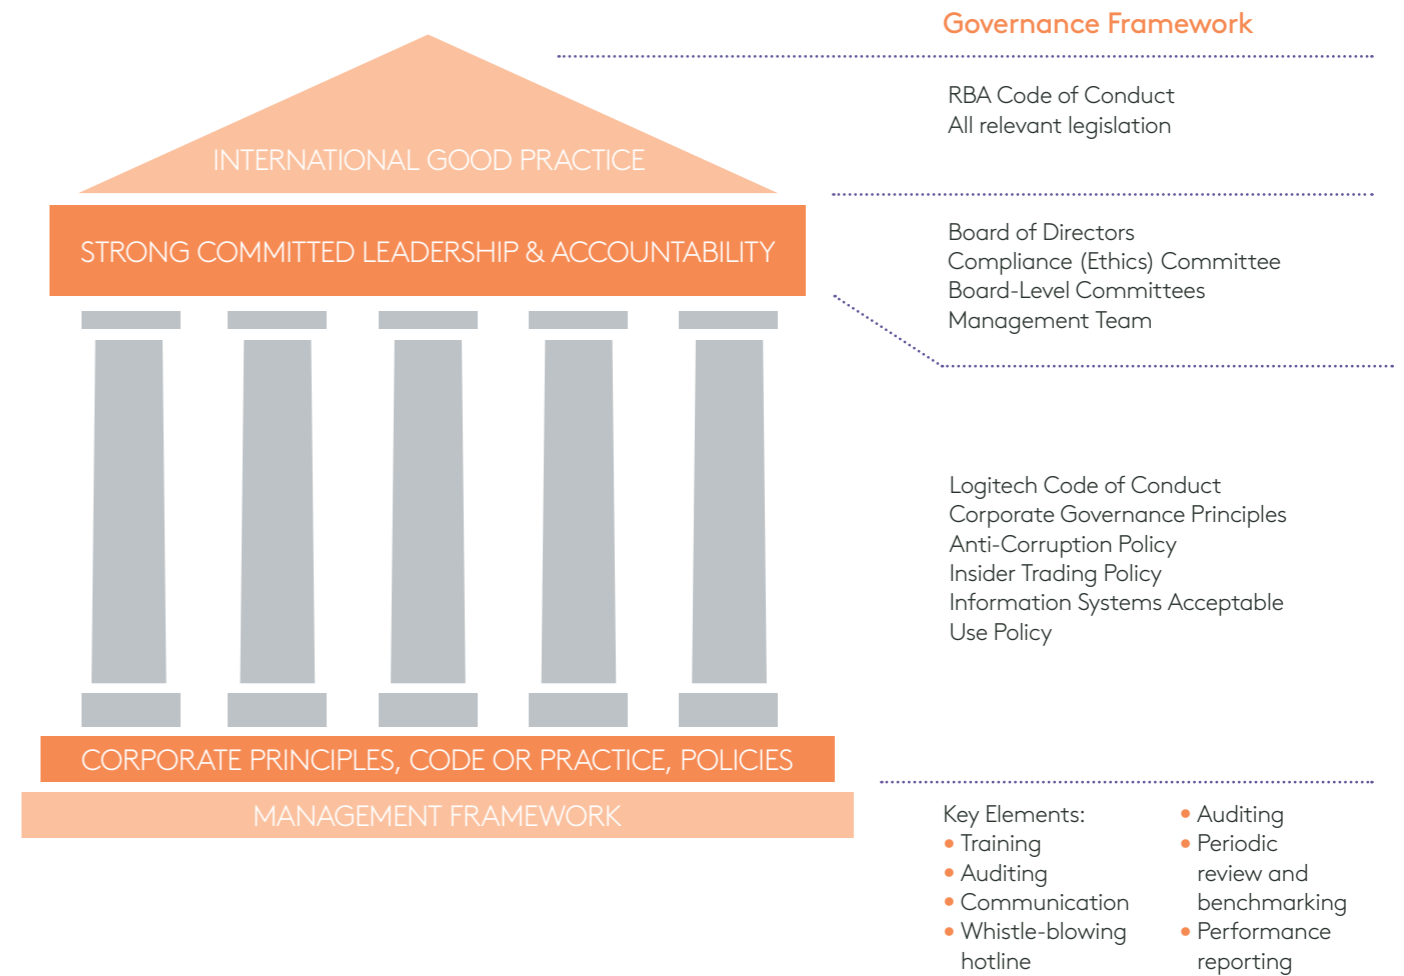 Governance Framework
RBA Code of Conduct
All relevant legislation
INTERNATIONAL GOOD PRACTICE
STRONG COMMITTED LEADERSHIP & ACCOUNTABILITY
Board of Directors
Compliance (Ethics) Committee
Board-Level Committees
Management Team
Logitech Code of Conduct
Corporate Governance Principles
Anti-Corruption Policy
Insider Trading Policy
Information Systems Acceptable
Use Policy
CORPORATE PRINCIPLES, CODE OR PRACTICE, POLICIES
MANAGEMENT FRAMEWORK
Key Elements:
• Training
• Auditing
• Communication
• Whistle-blowing
hotline
• Auditing
• Periodic
review and
benchmarking
• Performance
reporting